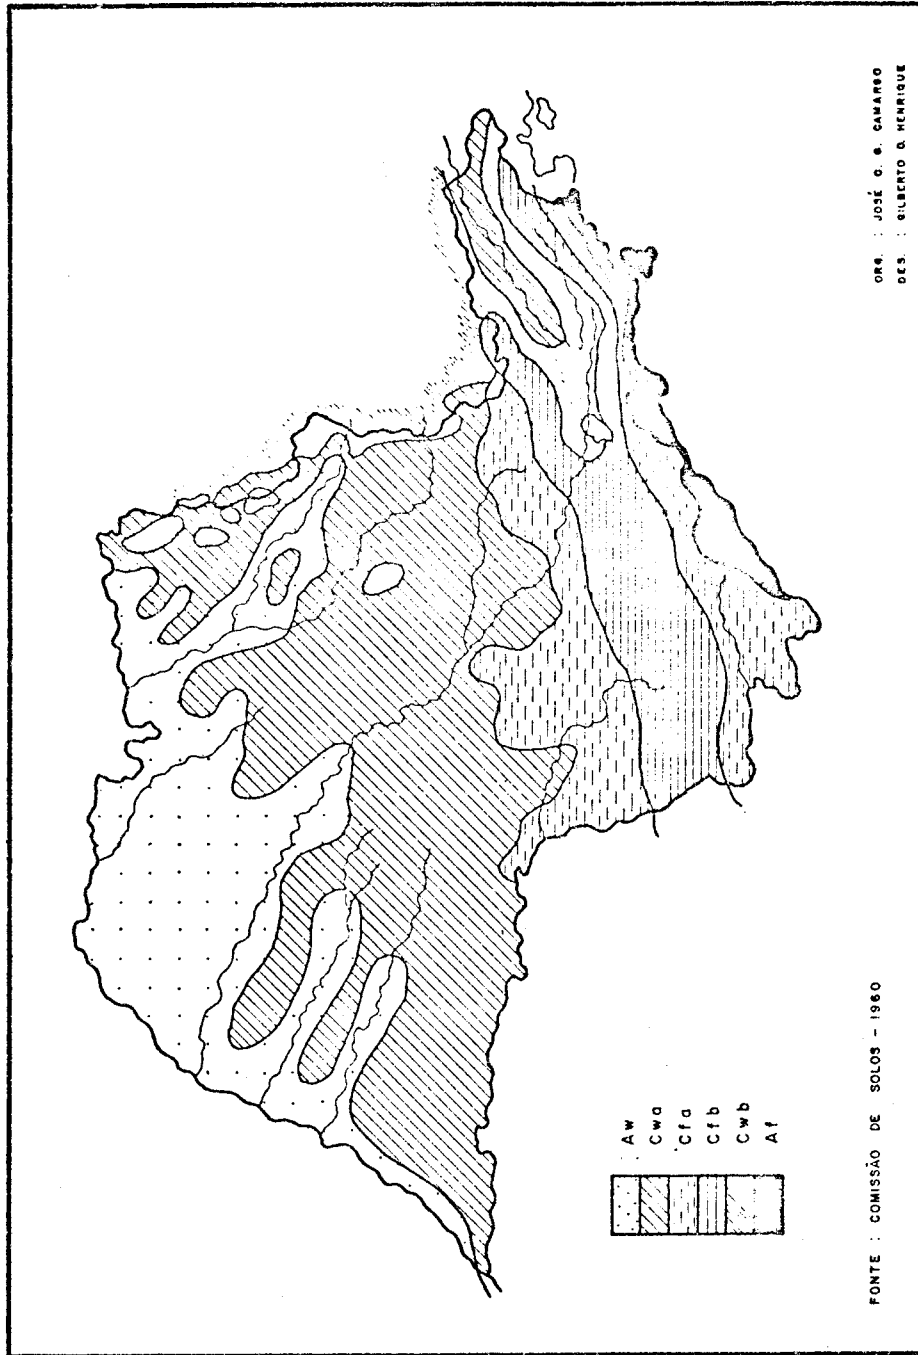 Aw
Cwa
Cfa
Cfb
Cwb
Af
FONTE : COMISSÃO DE SOLOS - 1960
ORG. : JOSÉ O. G. CAMARGO
DES. : GILBERTO D. HENRIQUE